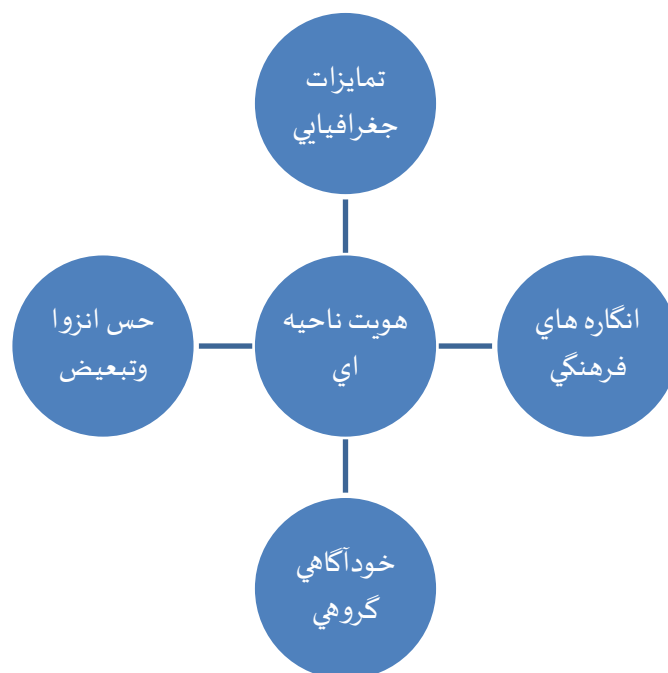 تمايزات
جغرافيايي
انگاره هاي
فرهنگي
هويت ناحيه
اي
حس انزوا
وتبعيض
خودآگاهي
گروهي